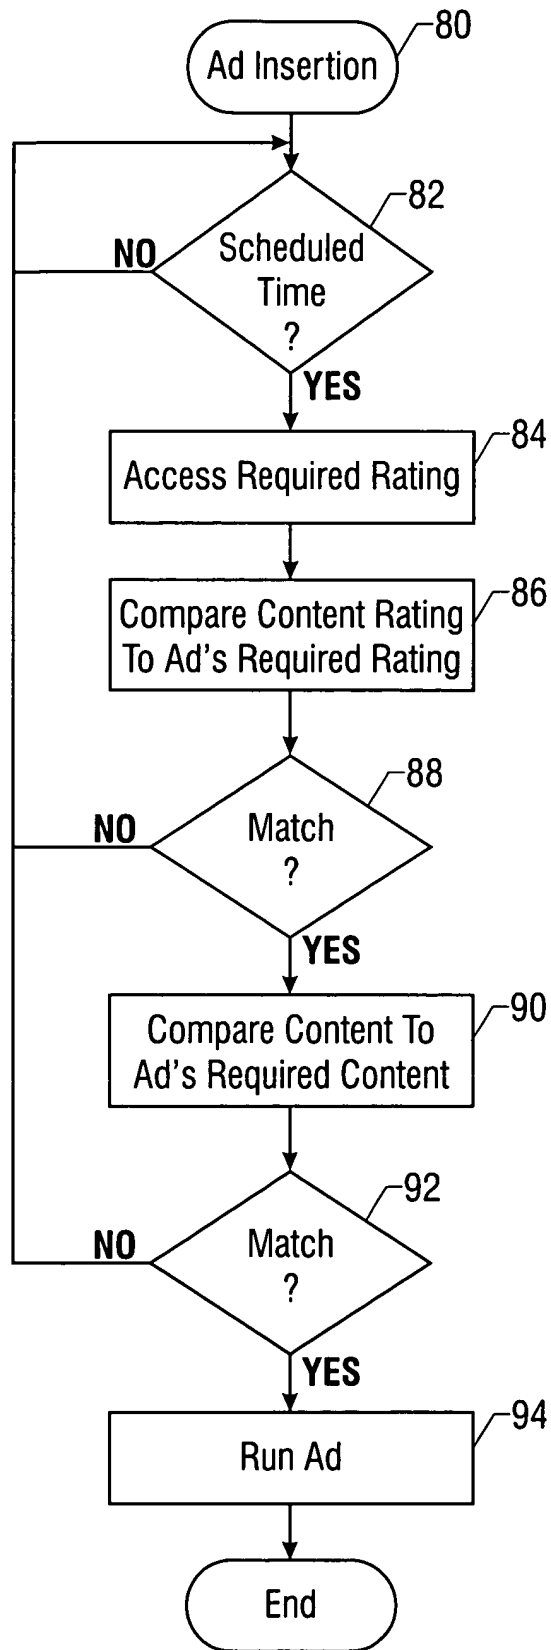 80
Ad Insertion
82
NO
Scheduled
Time
?
YES
84
Access Required Rating
86
Compare Content Rating
To Ad's Required Rating
88
NO
Match
?
YES
90
Compare Content To
Ad's Required Content
92
NO
Match
?
YES
94
Run Ad
End